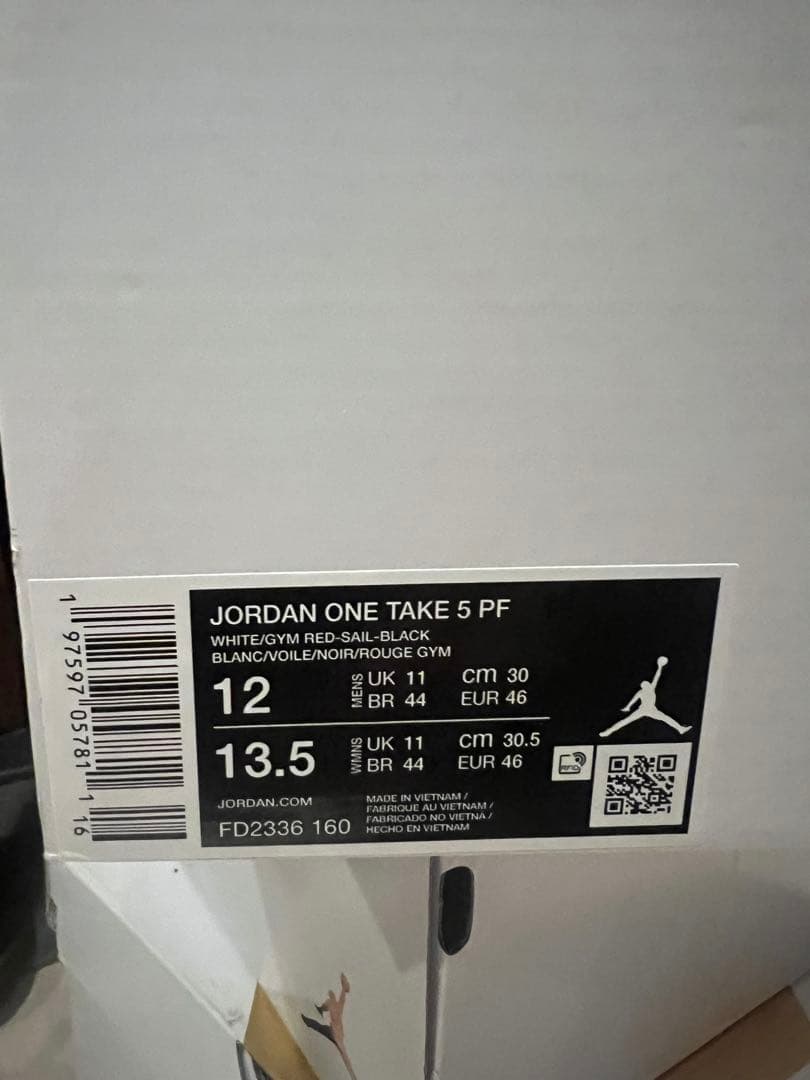 JORDAN ONE TAKE 5 PF
WHITE/GYM RED-SAIL-BLACK
BLANC/VOILE/NOIR/ROUGE GYM
12 MENS UK 11 cm 30
BR 44 EUR 46
13.5 WMNS UK 11 cm 30.5
BR 44 EUR 46
RFID
JORDAN.COM
FD2336 160
MADE IN VIETNAM /
FABRIQUE AU VIETNAM /
FABRICADO NO VIETNÃ /
HECHO EN VIETNAM
1 97597 05781 1 16